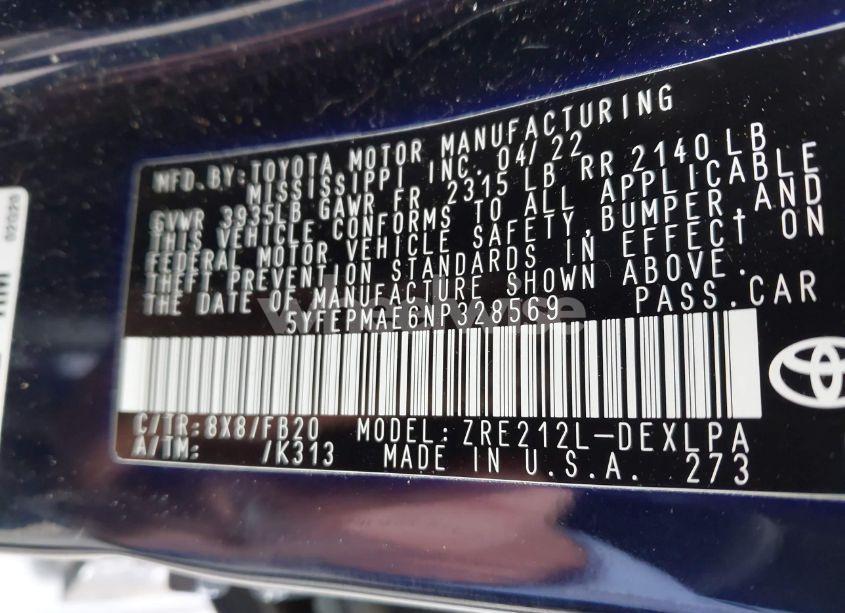 MFD.BY:TOYOTA MOTOR MANUFACTURING
MISSISSIPPI INC. 04/22
GVWR 3935LB GAWR FR 2315 LB RR 2140 LB
THIS VEHICLE CONFORMS TO ALL APPLICABLE
FEDERAL MOTOR VEHICLE SAFETY,BUMPER,AND
THEFT PREVENTION STANDARDS IN EFFECT ON
THE DATE OF MANUFACTURE SHOWN ABOVE.
5YFEPMAE6NP328569 PASS.CAR
C/TR:8X8/FB20 MODEL:ZRE212L-DEXLPA
A/TM: /K313 MADE IN U.S.A. 273
02020